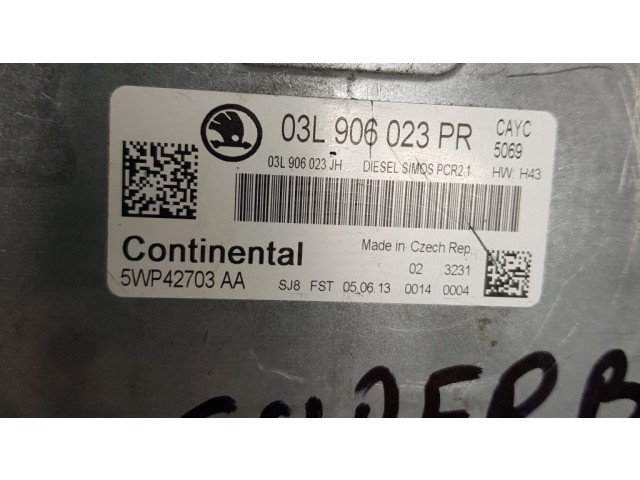 03L 906 023 PR CAYC
5069
03L 906 023 JH DIESEL SIMOS PCR2.1 HW: H43
Continental Made in Czech Rep.
5WP42703 AA 02 3231
SJ8 FST 05.06.13 0014 0004